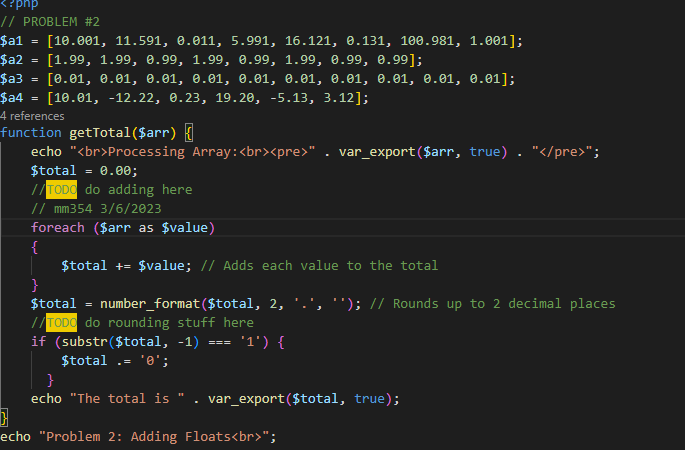 <?php
// PROBLEM #2
$a1 = [10.001, 11.591, 0.011, 5.991, 16.121, 0.131, 100.981, 1.001];
$a2 = [1.99, 1.99, 0.99, 1.99, 0.99, 1.99, 0.99, 0.99];
$a3 = [0.01, 0.01, 0.01, 0.01, 0.01, 0.01, 0.01, 0.01, 0.01, 0.01];
$a4 = [10.01, -12.22, 0.23, 19.20, -5.13, 3.12];
4 references
function getTotal($arr) {
    echo "<br>Processing Array:<br><pre>" . var_export($arr, true) . "</pre>";
    $total = 0.00;
    //TODO do adding here
    // mm354 3/6/2023
    foreach ($arr as $value)
    {
        $total += $value; // Adds each value to the total
    }
    $total = number_format($total, 2, '.', ''); // Rounds up to 2 decimal places
    //TODO do rounding stuff here
    if (substr($total, -1) === '1') {
        $total .= '0';
      }
    echo "The total is " . var_export($total, true);
}
echo "Problem 2: Adding Floats<br>";